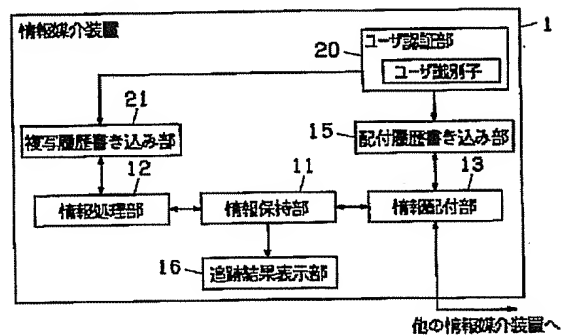 情報媒介装置
1
20
ユーザ認証部
ユーザ識別子
21
複写履歴書き込み部
15
配付履歴書き込み部
12
情報処理部
11
情報保持部
13
情報配付部
16
追跡結果表示部
他の情報媒介装置へ